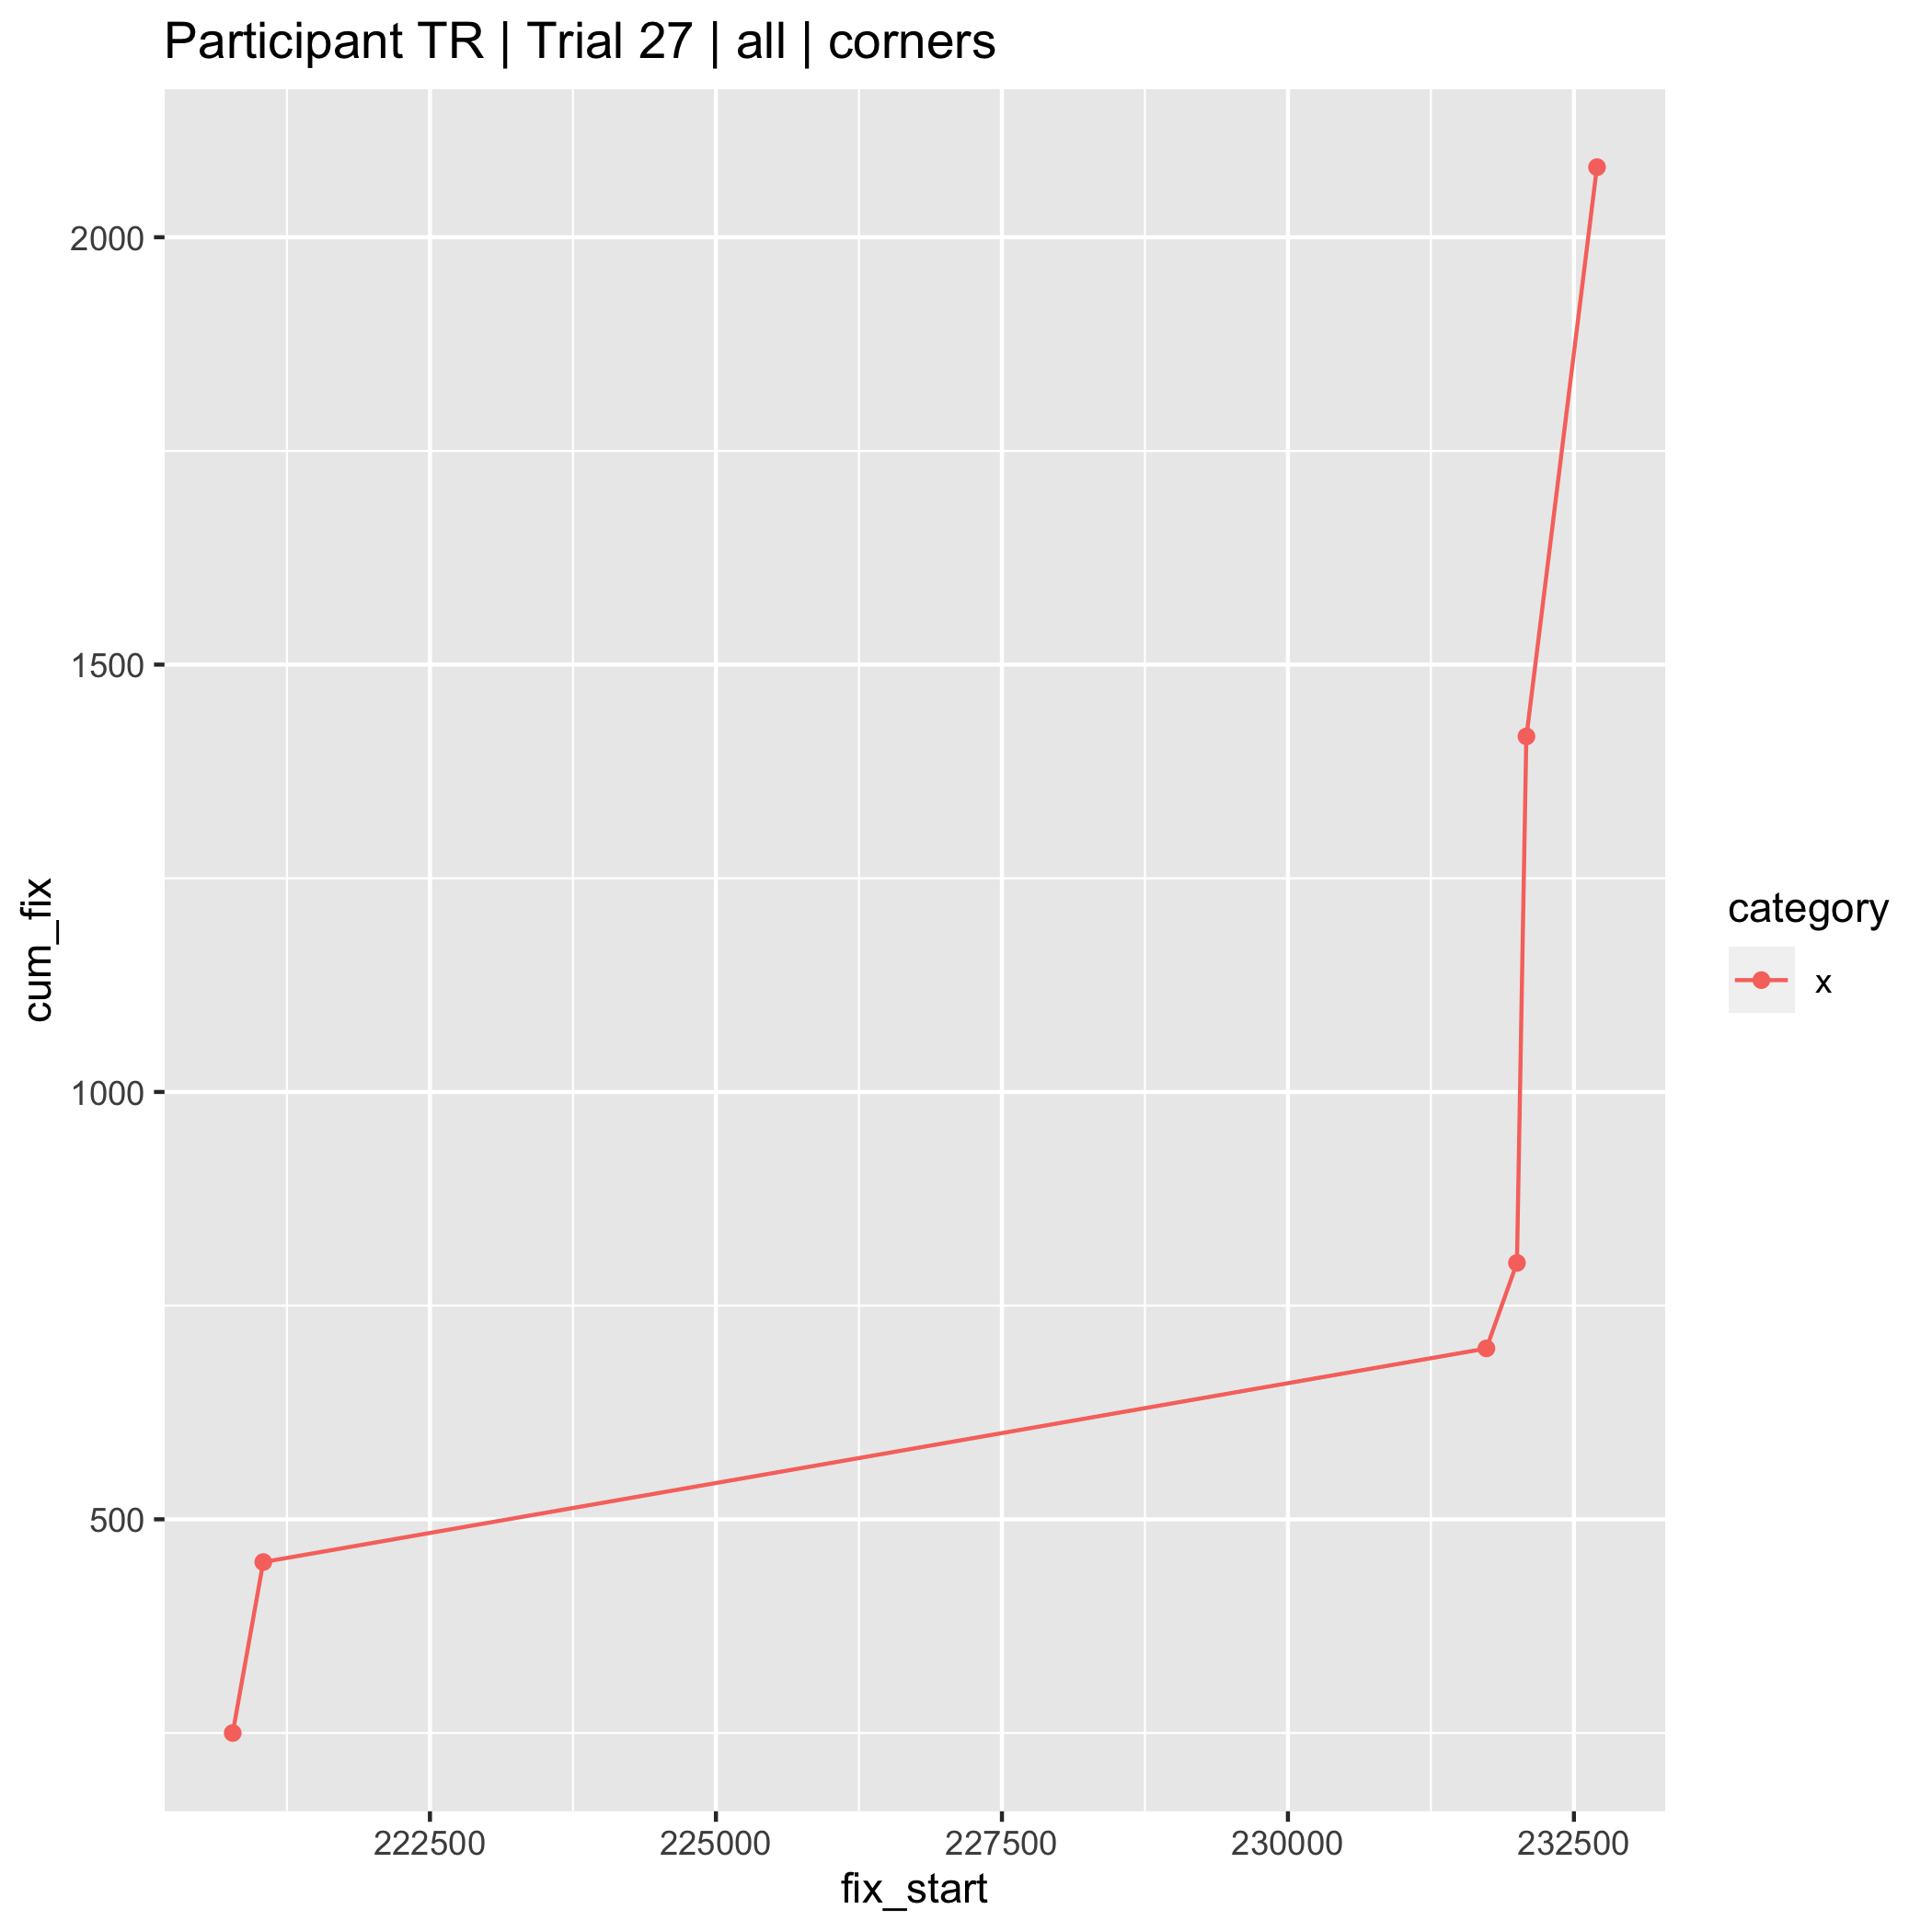 Participant TR | Trial 27 | all | corners
cum_fix
2000
1500
1000
500
222500 225000 227500 230000 232500
fix_start
category
x